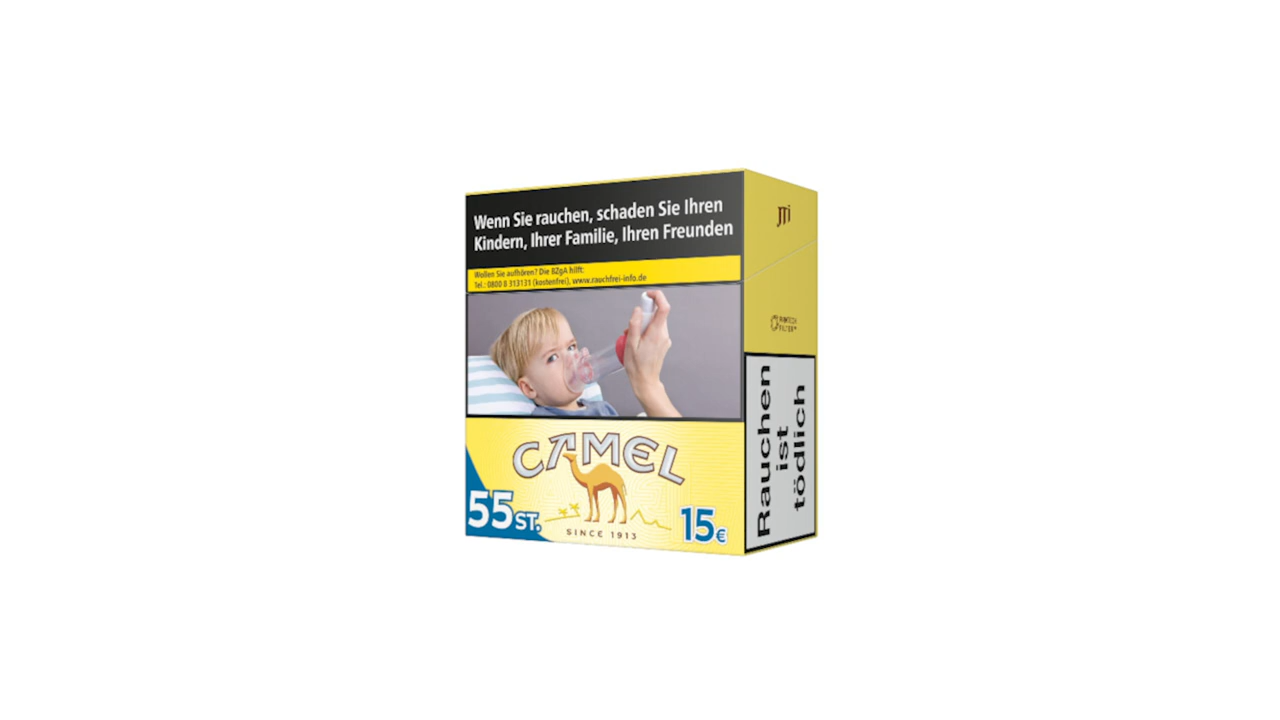 Wenn Sie rauchen, schaden Sie Ihren
Kindern, Ihrer Familie, Ihren Freunden
Wollen Sie aufhören? Die BZgA hilft:
Tel.: 0800 8 313131 (kostenfrei), www.rauchfrei-info.de
CAMEL
55 ST.
SINCE 1913
15€
JTi
FILTER™
Rauchen
ist
tödlich